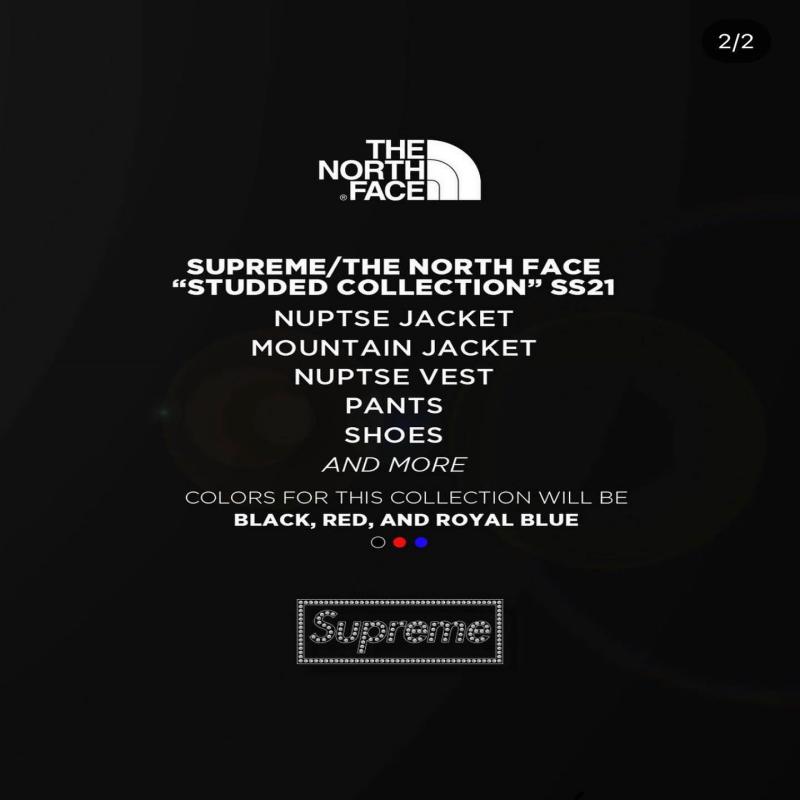 2/2
THE
NORTH
®FACE
SUPREME/THE NORTH FACE
“STUDDED COLLECTION” SS21
NUPTSE JACKET
MOUNTAIN JACKET
NUPTSE VEST
PANTS
SHOES
AND MORE
COLORS FOR THIS COLLECTION WILL BE
BLACK, RED, AND ROYAL BLUE
Supreme